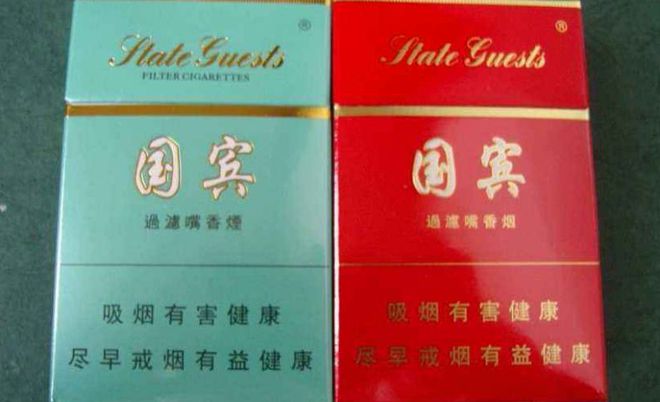 State Guests ®
FILTER CIGARETTES
国宾
過濾嘴香煙
吸烟有害健康
尽早戒烟有益健康
State Guests ®
国宾
過濾嘴香烟
吸烟有害健康
尽早戒烟有益健康